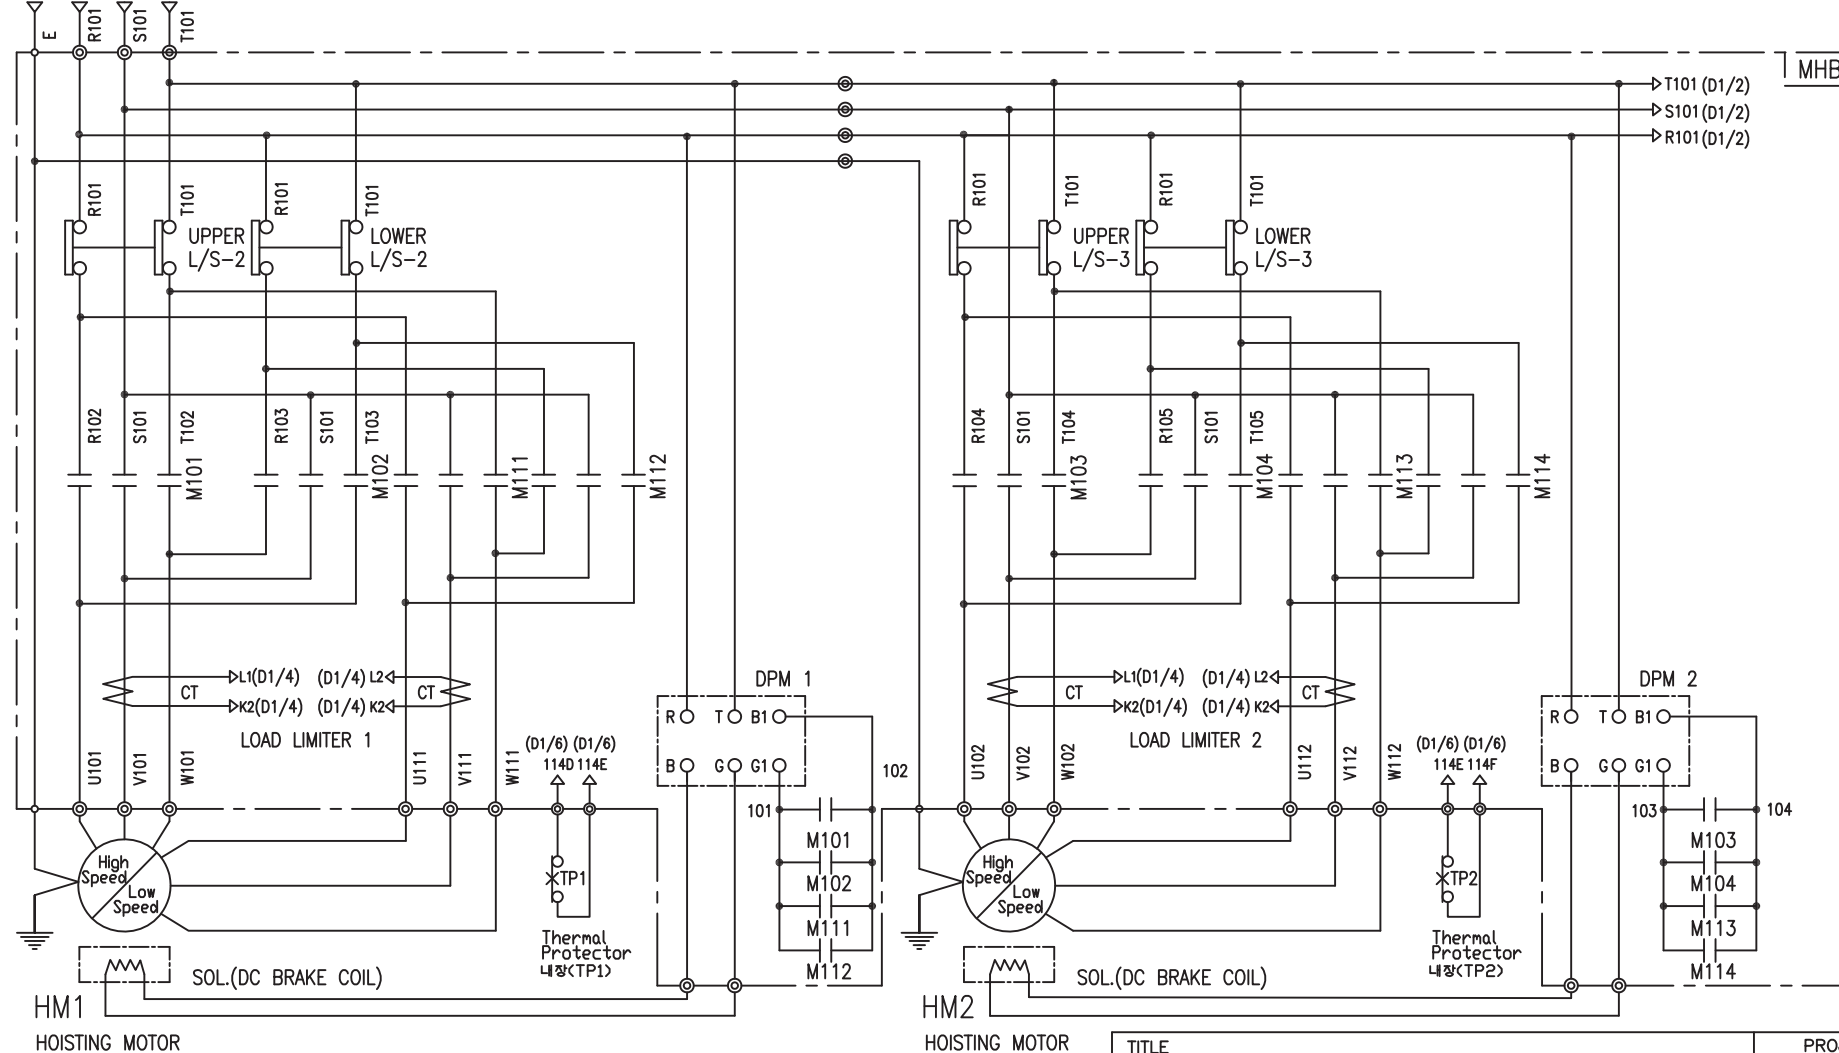 E
R101
S101
T101
MHB
T101 (D1/2)
S101 (D1/2)
R101 (D1/2)
R101
T101
R101
T101
R101
T101
R101
T101
UPPER
L/S-2
LOWER
L/S-2
UPPER
L/S-3
LOWER
L/S-3
R102
S101
T102
R103
S101
T103
R104
S101
T104
R105
S101
T105
M101
M102
M111
M112
M103
M104
M113
M114
L1(D1/4)
(D1/4) L2
CT
CT
K2(D1/4)
(D1/4) K2
LOAD LIMITER 1
DPM 1
R
T
B1
B
G
G1
L1(D1/4)
(D1/4) L2
CT
CT
K2(D1/4)
(D1/4) K2
LOAD LIMITER 2
DPM 2
R
T
B1
B
G
G1
U101
V101
W101
U111
V111
W111
(D1/6) (D1/6)
114D 114E
102
U102
V102
W102
U112
V112
W112
(D1/6) (D1/6)
114E 114F
101
103
104
M101
M102
M111
M112
M103
M104
M113
M114
High
Speed
Low
Speed
TP1
High
Speed
Low
Speed
TP2
Thermal
Protector
내장(TP1)
Thermal
Protector
내장(TP2)
SOL.(DC BRAKE COIL)
SOL.(DC BRAKE COIL)
HM1
HOISTING MOTOR
HM2
HOISTING MOTOR
TITLE
PRO